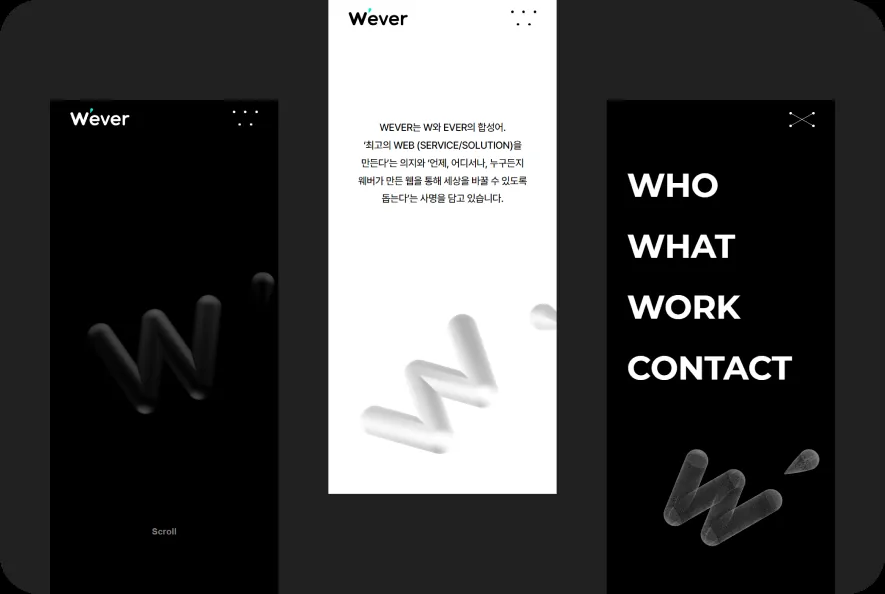 Wever
Scroll
Wever
WEVER는 W와 EVER의 합성어.
'최고의 WEB (SERVICE/SOLUTION)을
만든다'는 의지와 '언제, 어디서나, 누구든지
웨버가 만든 웹을 통해 세상을 바꿀 수 있도록
돕는다'는 사명을 담고 있습니다.
WHO
WHAT
WORK
CONTACT